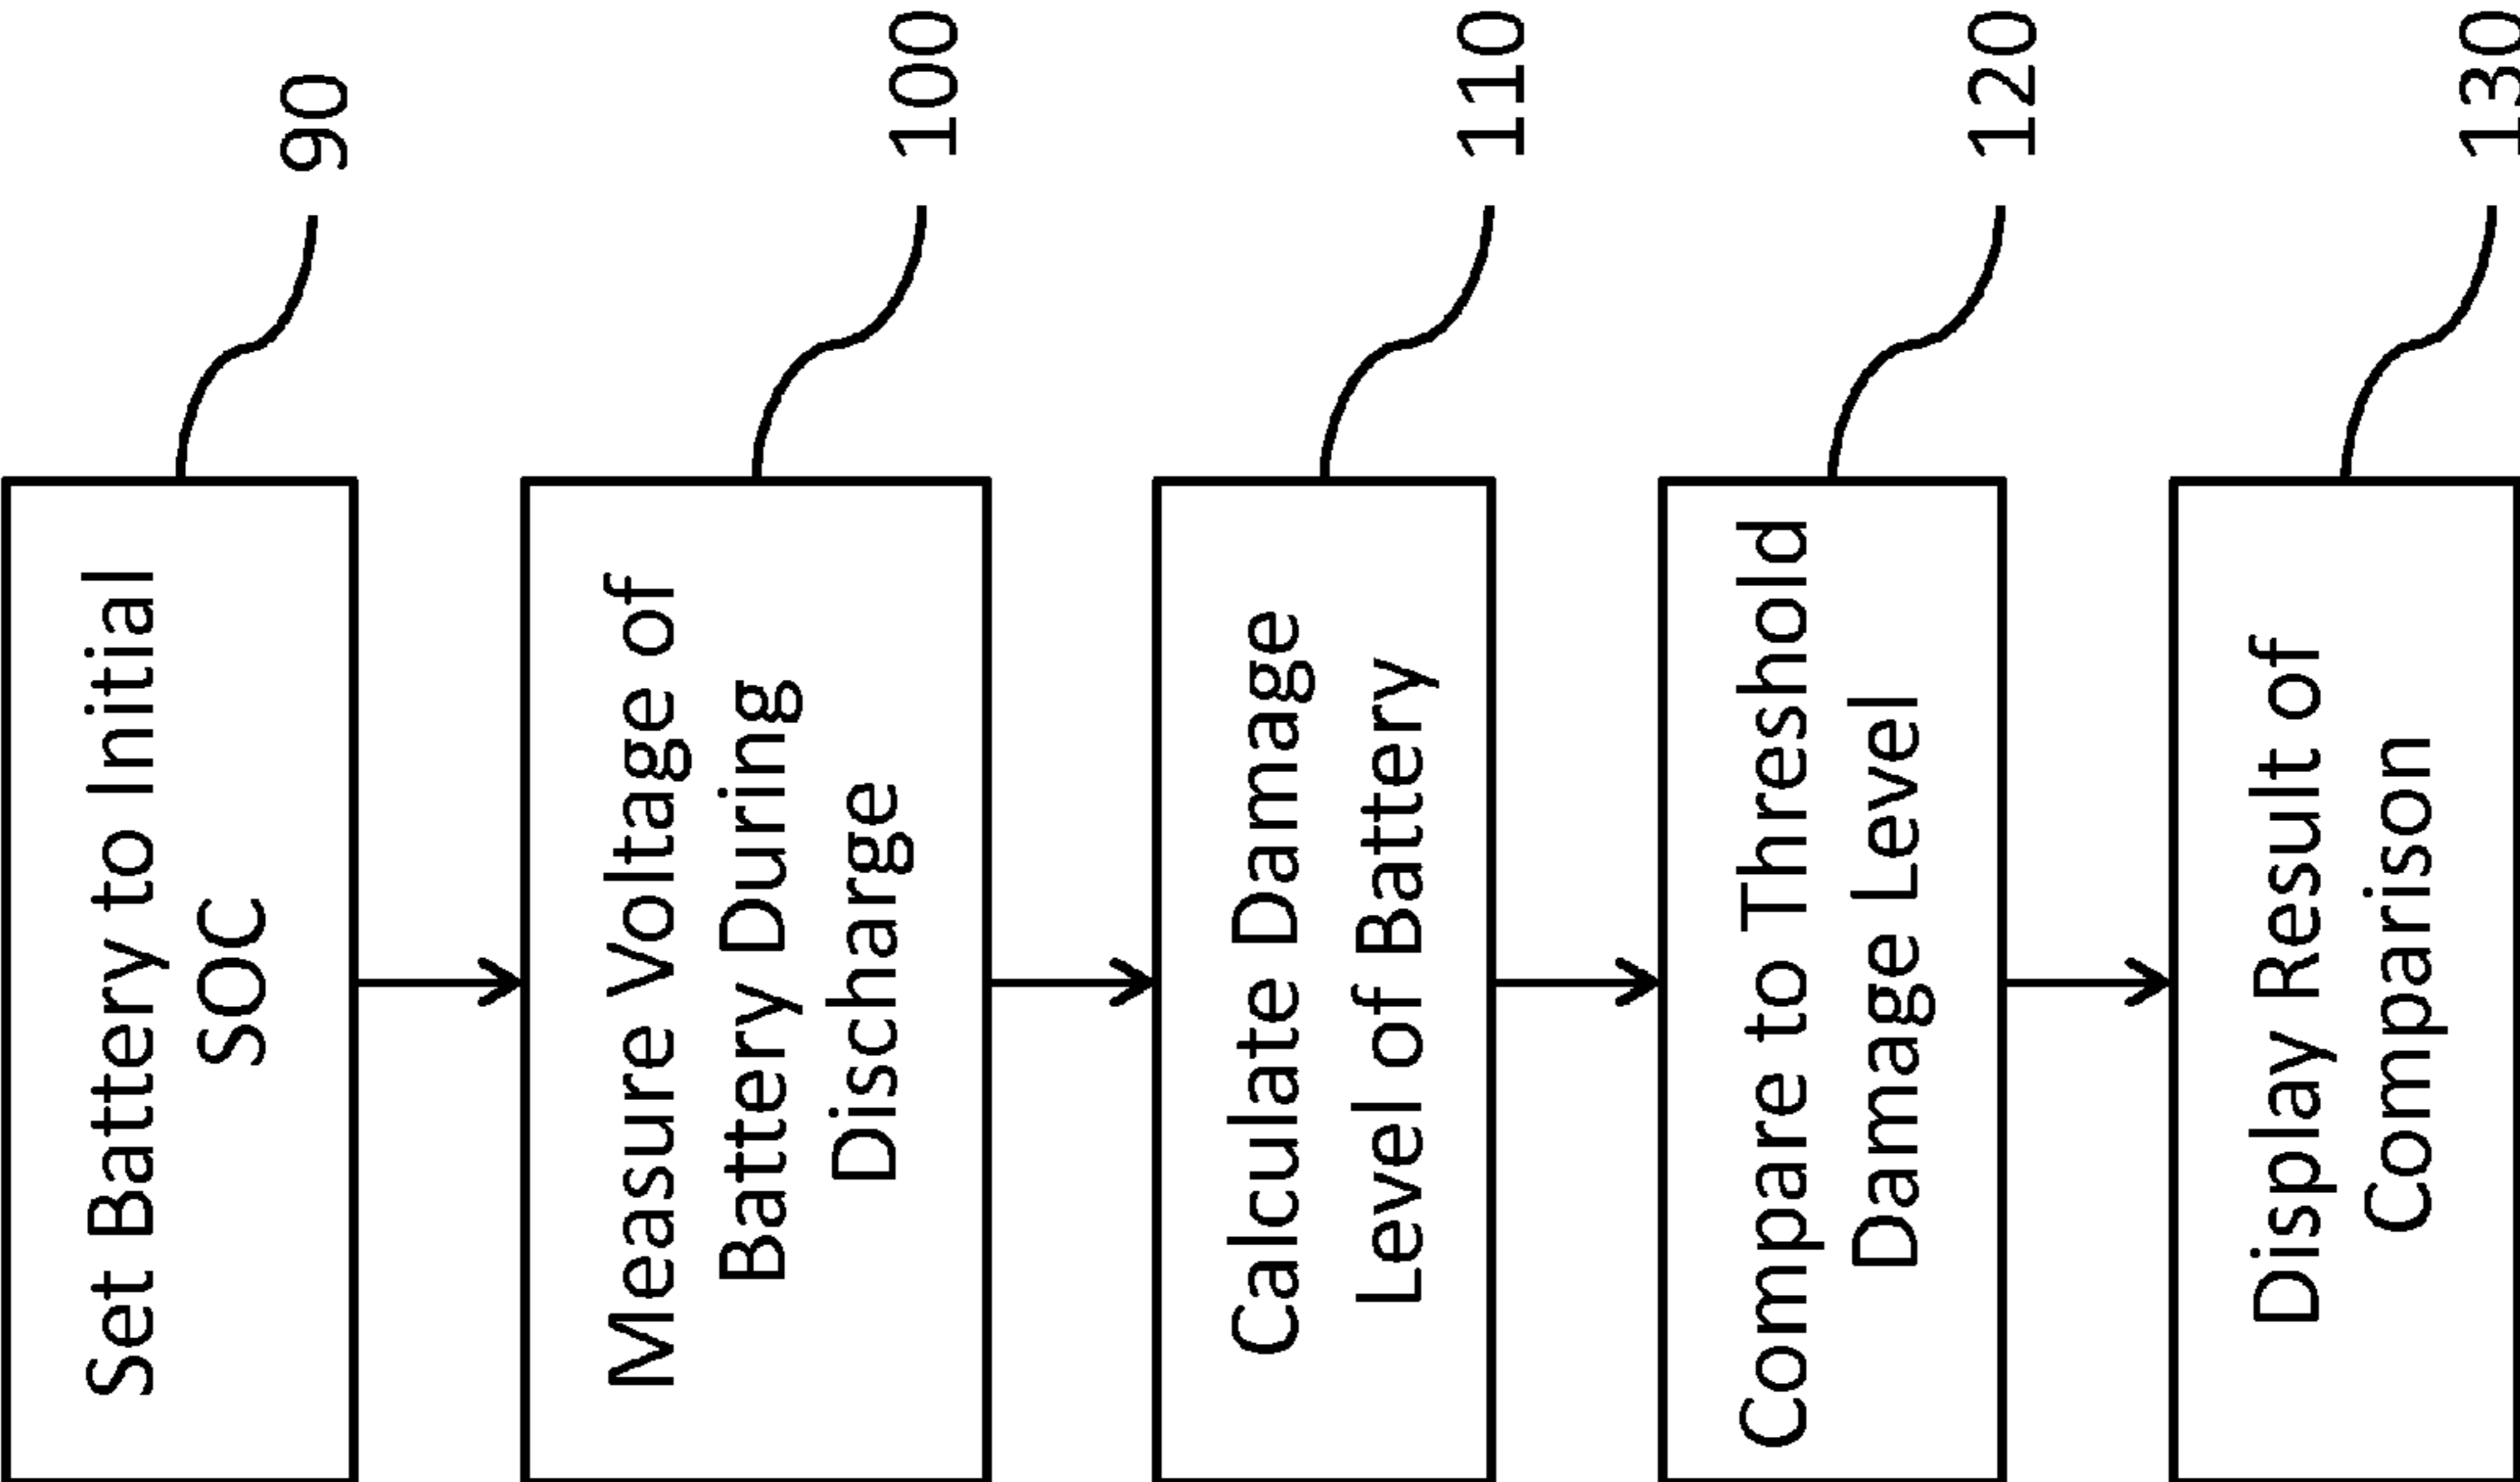 Set Battery to Initial
SOC
90
Measure Voltage of
Battery During
Discharge
100
Calculate Damage
Level of Battery
110
Compare to Threshold
Damage Level
120
Display Result of
Comparison
130